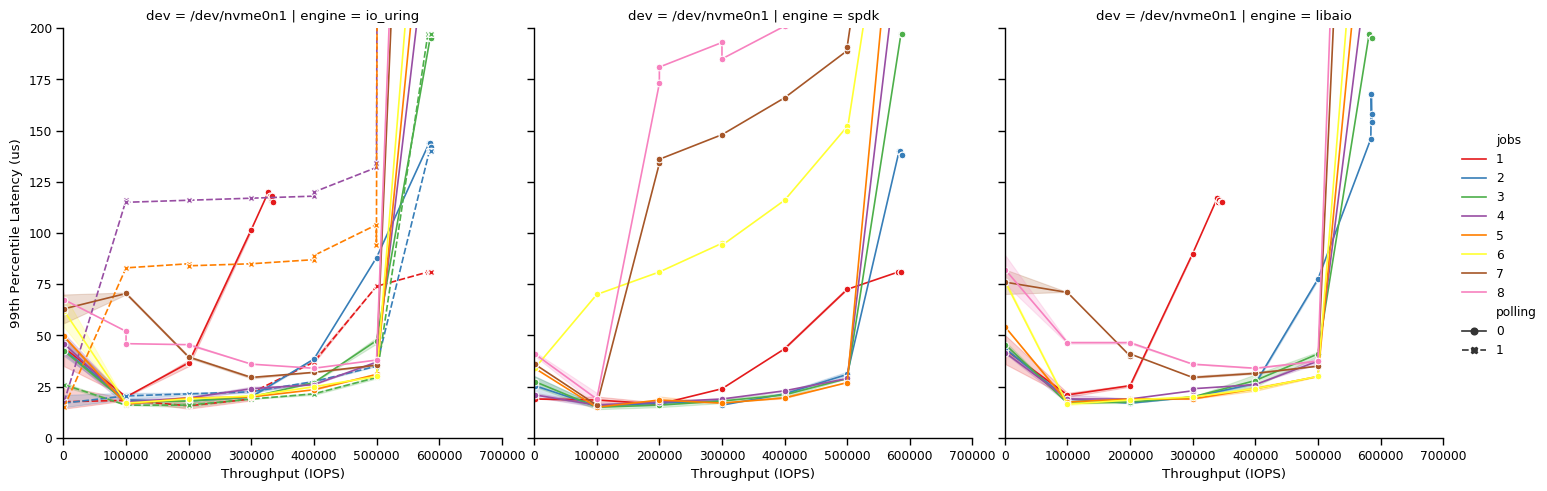 dev = /dev/nvme0n1 | engine = io_uring
dev = /dev/nvme0n1 | engine = spdk
dev = /dev/nvme0n1 | engine = libaio
99th Percentile Latency (us)
200
175
150
125
100
75
50
25
0
0 100000 200000 300000 400000 500000 600000 700000
0 100000 200000 300000 400000 500000 600000 700000
0 100000 200000 300000 400000 500000 600000 700000
Throughput (IOPS)
Throughput (IOPS)
Throughput (IOPS)
jobs
1
2
3
4
5
6
7
8
polling
0
1